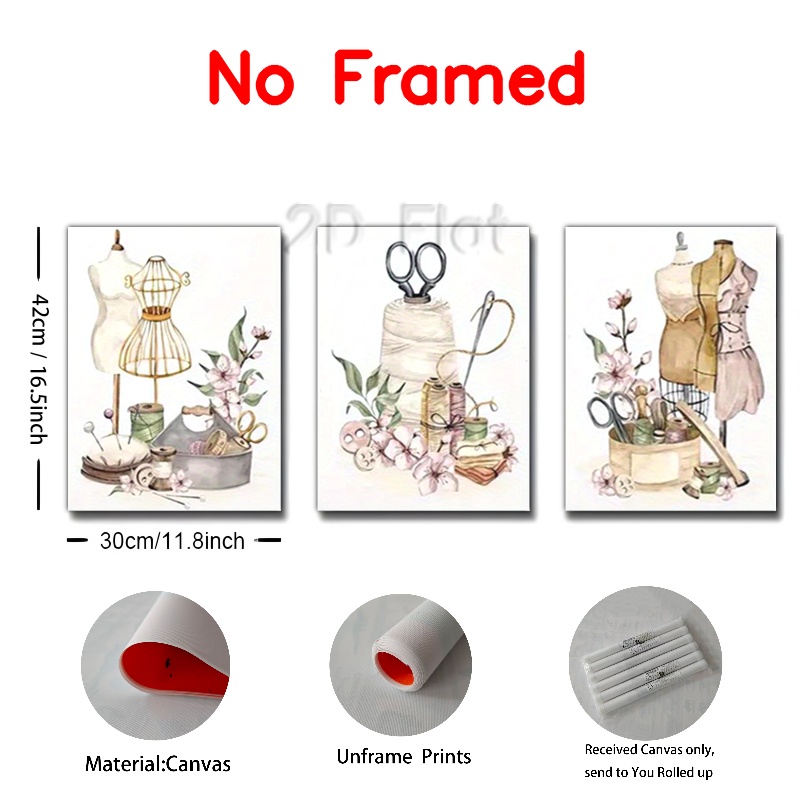 No Framed
2D Flat
42cm / 16.5inch
30cm/11.8inch
Material:Canvas
Unframe Prints
Received Canvas only,
send to You Rolled up